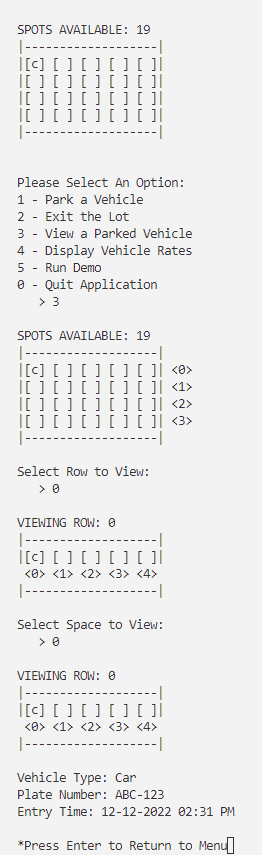 SPOTS AVAILABLE: 19
|-------------------|
|[c] [ ] [ ] [ ] [ ]|
|[ ] [ ] [ ] [ ] [ ]|
|[ ] [ ] [ ] [ ] [ ]|
|[ ] [ ] [ ] [ ] [ ]|
|-------------------|
Please Select An Option:
1 - Park a Vehicle
2 - Exit the Lot
3 - View a Parked Vehicle
4 - Display Vehicle Rates
5 - Run Demo
0 - Quit Application
> 3
SPOTS AVAILABLE: 19
|-------------------|
|[c] [ ] [ ] [ ] [ ]| <0>
|[ ] [ ] [ ] [ ] [ ]| <1>
|[ ] [ ] [ ] [ ] [ ]| <2>
|[ ] [ ] [ ] [ ] [ ]| <3>
|-------------------|
Select Row to View:
> 0
VIEWING ROW: 0
|-------------------|
|[c] [ ] [ ] [ ] [ ]|
<0> <1> <2> <3> <4>
|-------------------|
Select Space to View:
> 0
VIEWING ROW: 0
|-------------------|
|[c] [ ] [ ] [ ] [ ]|
<0> <1> <2> <3> <4>
|-------------------|
Vehicle Type: Car
Plate Number: ABC-123
Entry Time: 12-12-2022 02:31 PM
*Press Enter to Return to Menu